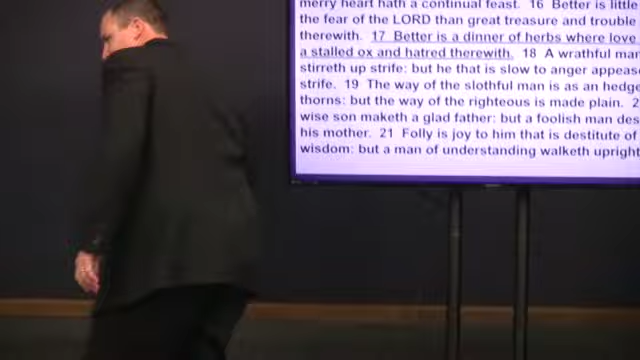 merry heart hath a continual feast. 16 Better is little
the fear of the LORD than great treasure and trouble
therewith. 17 Better is a dinner of herbs where love
a stalled ox and hatred therewith. 18 A wrathful man
stirreth up strife: but he that is slow to anger appeas
strife. 19 The way of the slothful man is as an hedge
thorns: but the way of the righteous is made plain. 2
wise son maketh a glad father: but a foolish man des
his mother. 21 Folly is joy to him that is destitute of
wisdom: but a man of understanding walketh upright